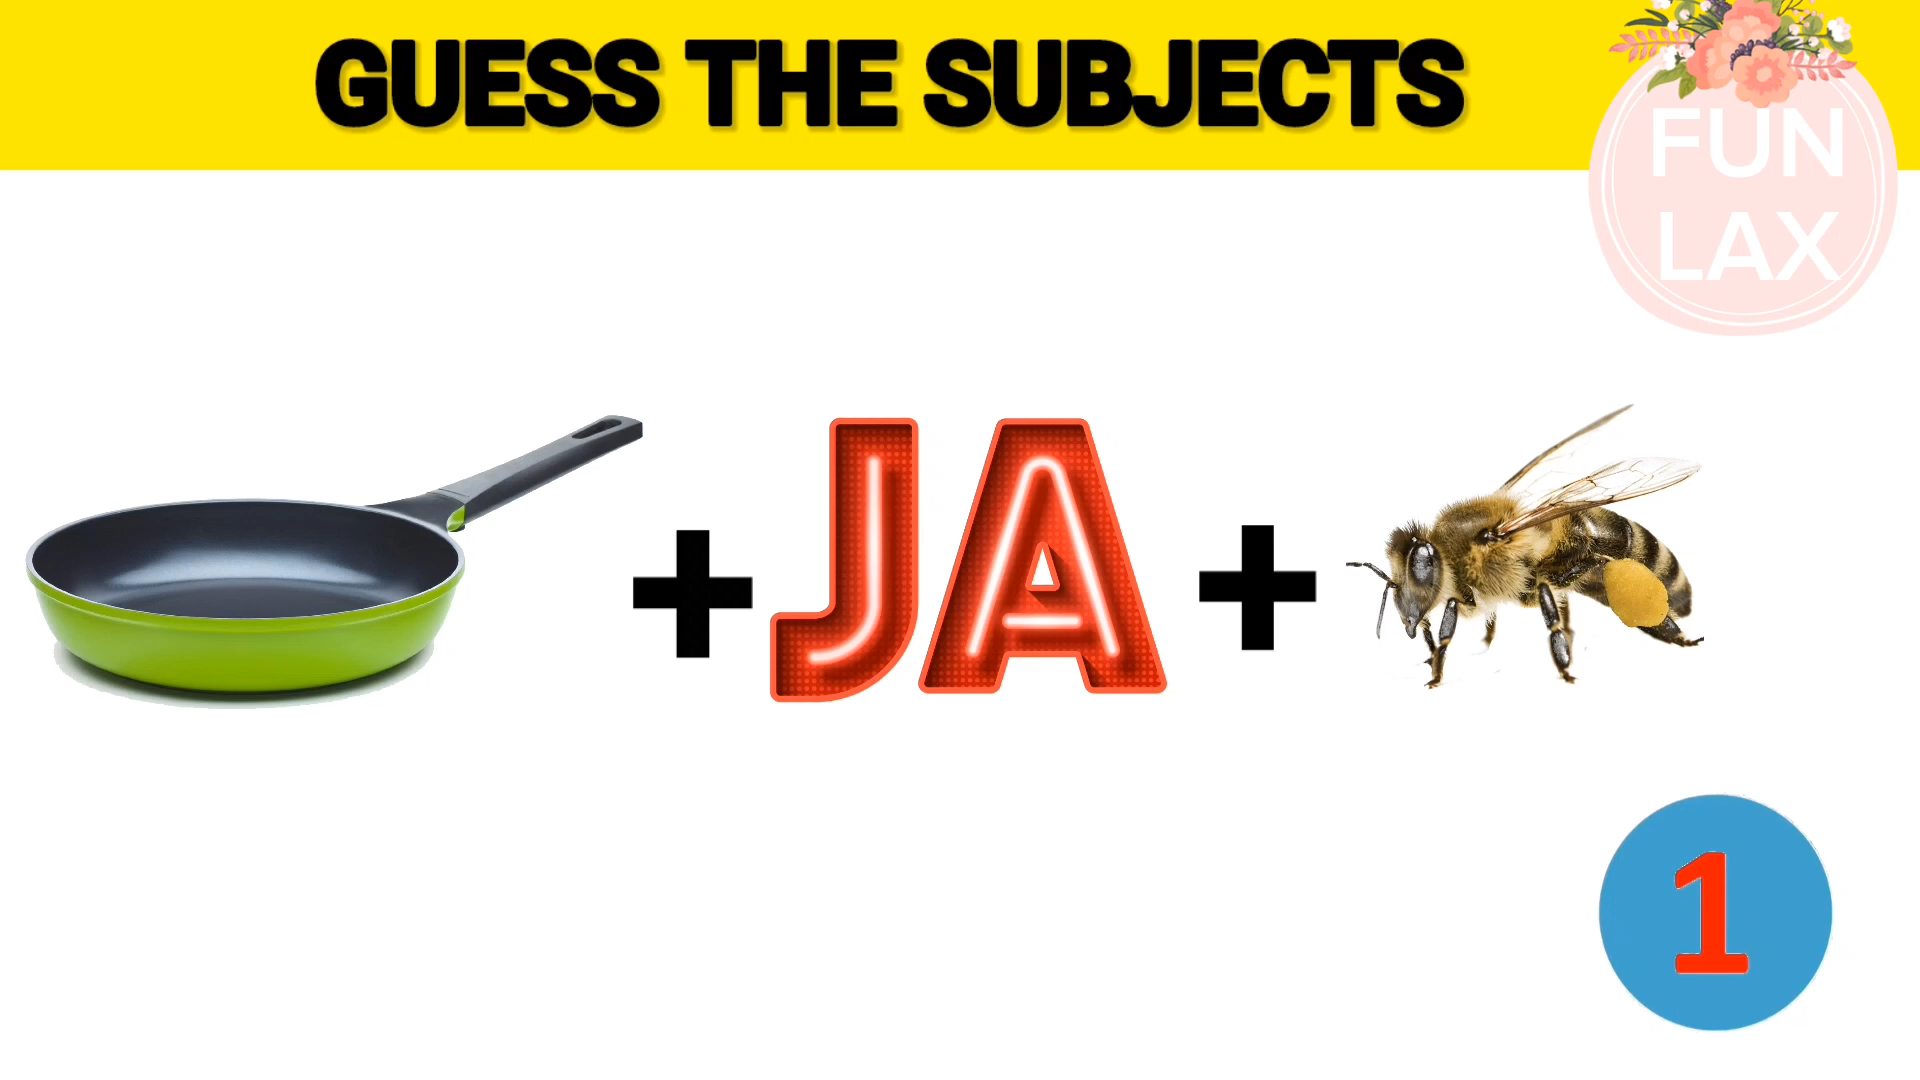 GUESS THE SUBJECTS
FUN
LAX
+ JA +
1